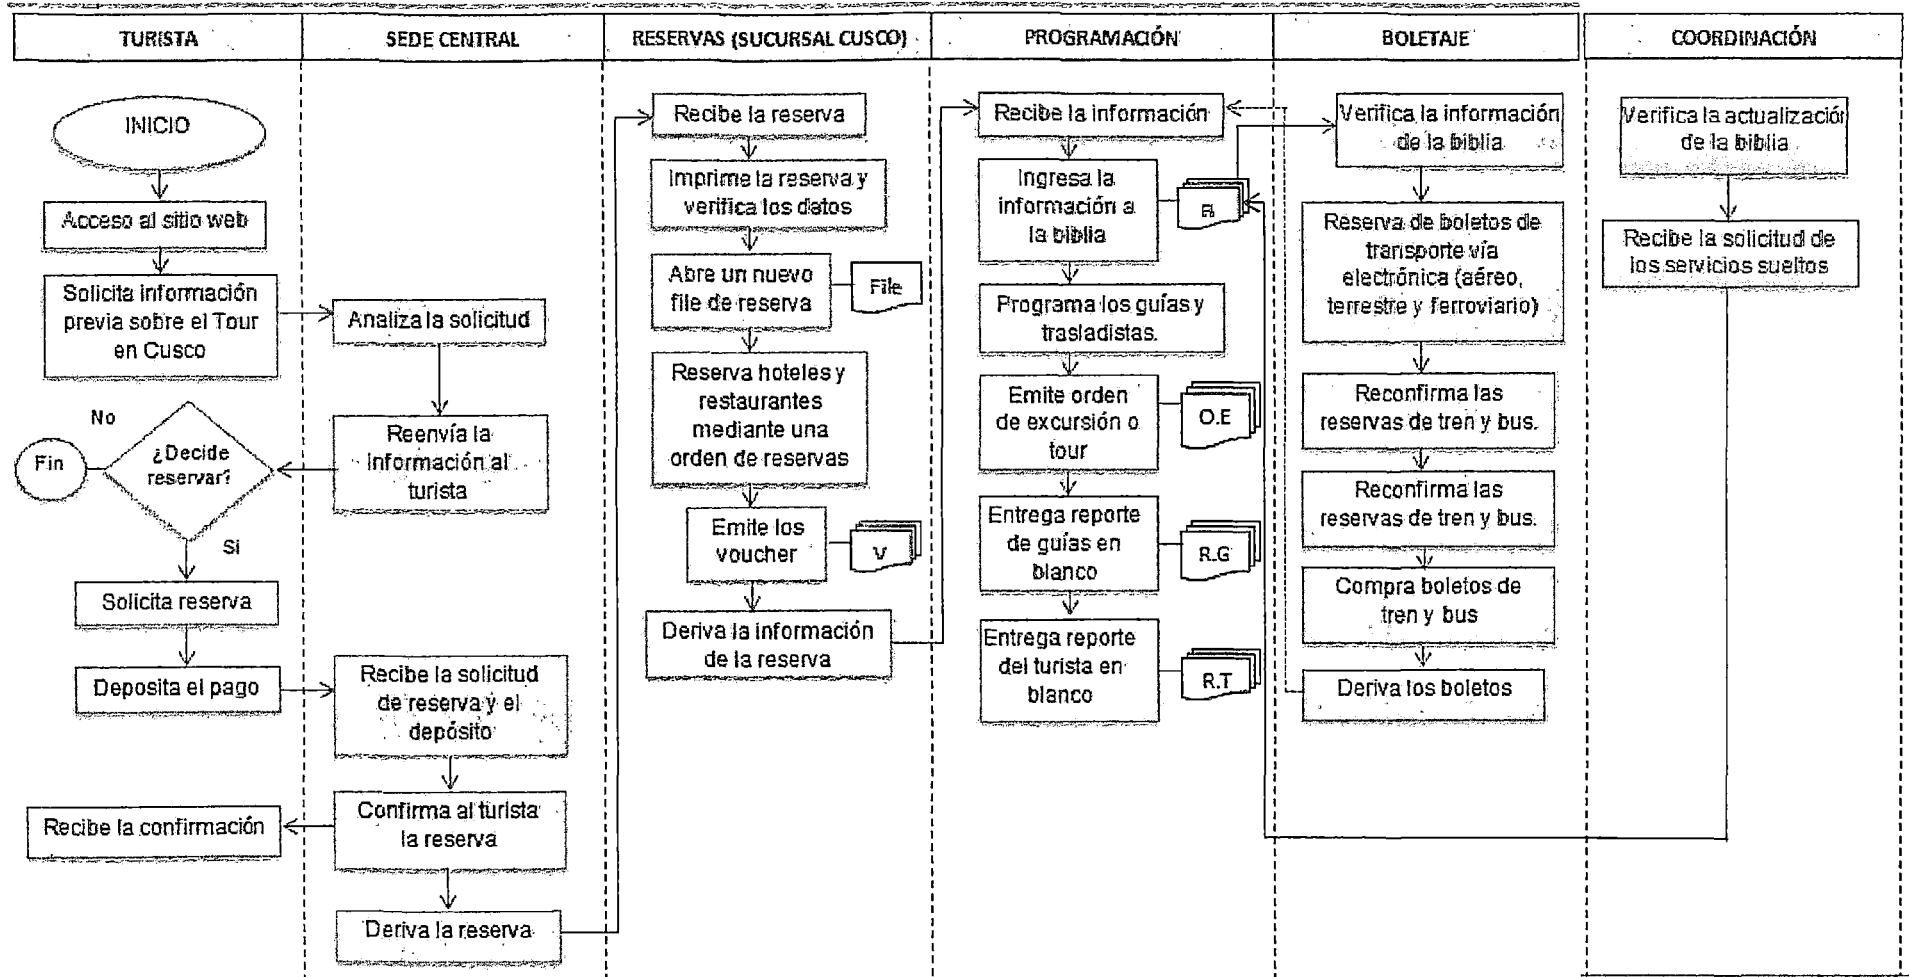 TURISTA
SEDE CENTRAL
RESERVAS (SUCURSAL CUSCO)
PROGRAMACIÓN
BOLETAJE
COORDINACIÓN
INICIO
Acceso al sitio web
Solicita información
previa sobre el Tour
en Cusco
No
¿Decide
reservar?
Fin
Si
Solicita reserva
Deposita el pago
Recibe la confirmación
Analiza la solicitud
Reenvía la
información al
turista
Recibe la solicitud
de reserva y el
depósito
Confirma al turista
la reserva
Deriva la reserva
Recibe la reserva
Imprime la reserva y
verifica los datos
Abre un nuevo
file de reserva
File
Reserva hoteles y
restaurantes
mediante una
orden de reservas
Emite los
voucher
V
Deriva la información
de la reserva
Recibe la información
Ingresa la
información a
la biblia
Programa los guías y
trasladistas.
Emite orden
de excursión o
tour
O.E
Entrega reporte
de guías en
blanco
R.G
Entrega reporte
del turista en
blanco
R.T
Verifica la información
de la biblia
Reserva de boletos de
transporte vía
electrónica (aéreo,
terrestre y ferroviario)
Reconfirma las
reservas de tren y bus.
Reconfirma las
reservas de tren y bus.
Compra boletos de
tren y bus
Deriva los boletos
Verifica la actualización
de la biblia
Recibe la solicitud de
los servicios sueltos